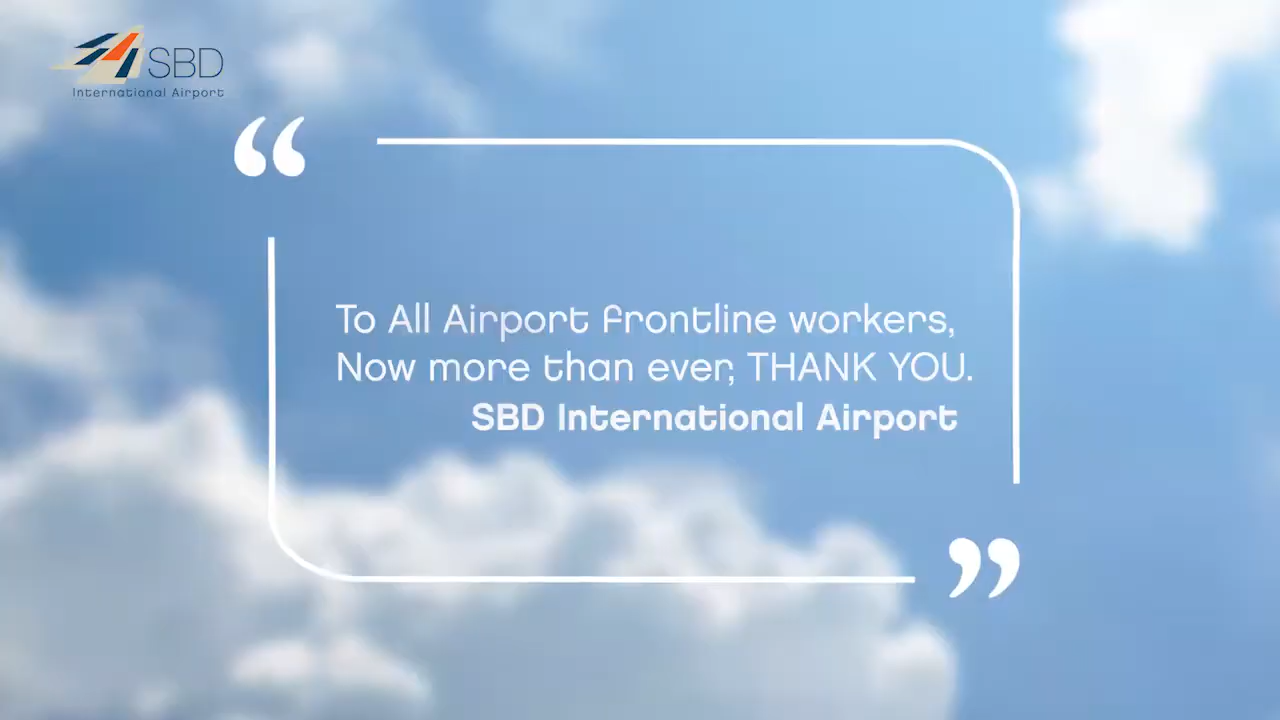 SBD
International Airport
“
To All Airport frontline workers,
Now more than ever, THANK YOU.
SBD International Airport
”